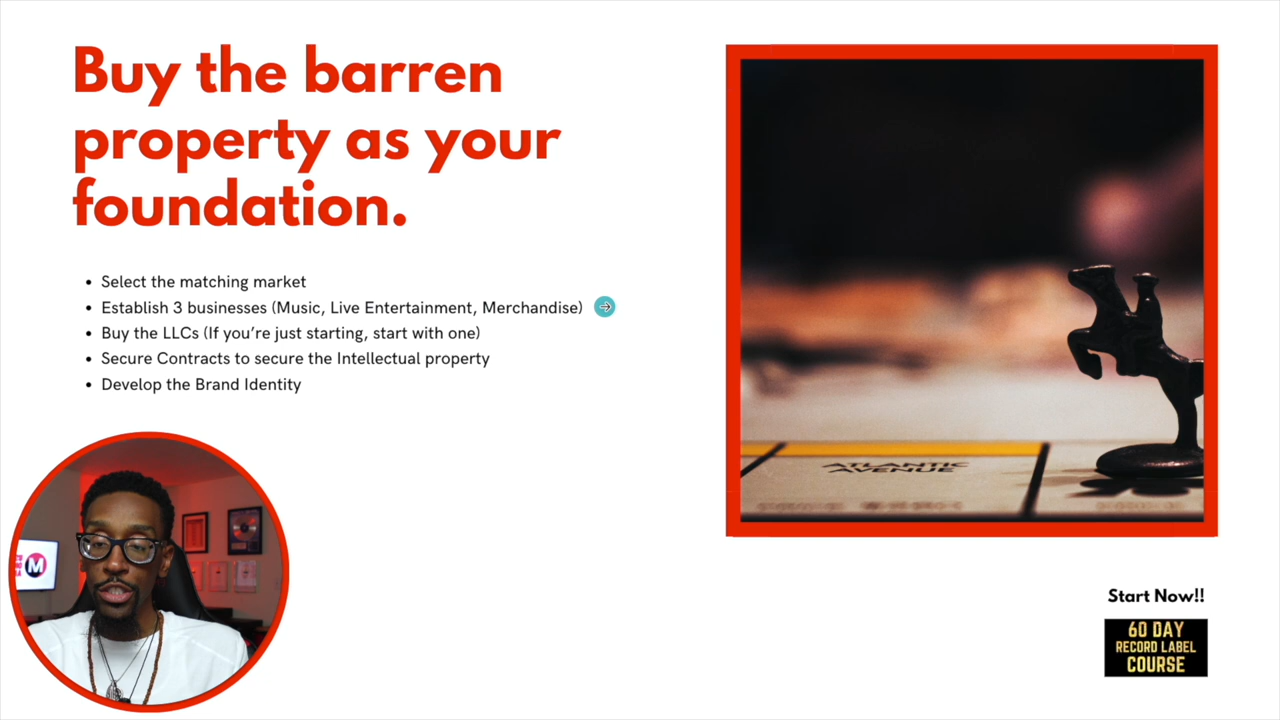 Buy the barren
property as your
foundation.
• Select the matching market
• Establish 3 businesses (Music, Live Entertainment, Merchandise)
• Buy the LLCs (If you’re just starting, start with one)
• Secure Contracts to secure the Intellectual property
• Develop the Brand Identity
ATLANTIC
AVENUE
M
Start Now!!
60 DAY
RECORD LABEL
COURSE